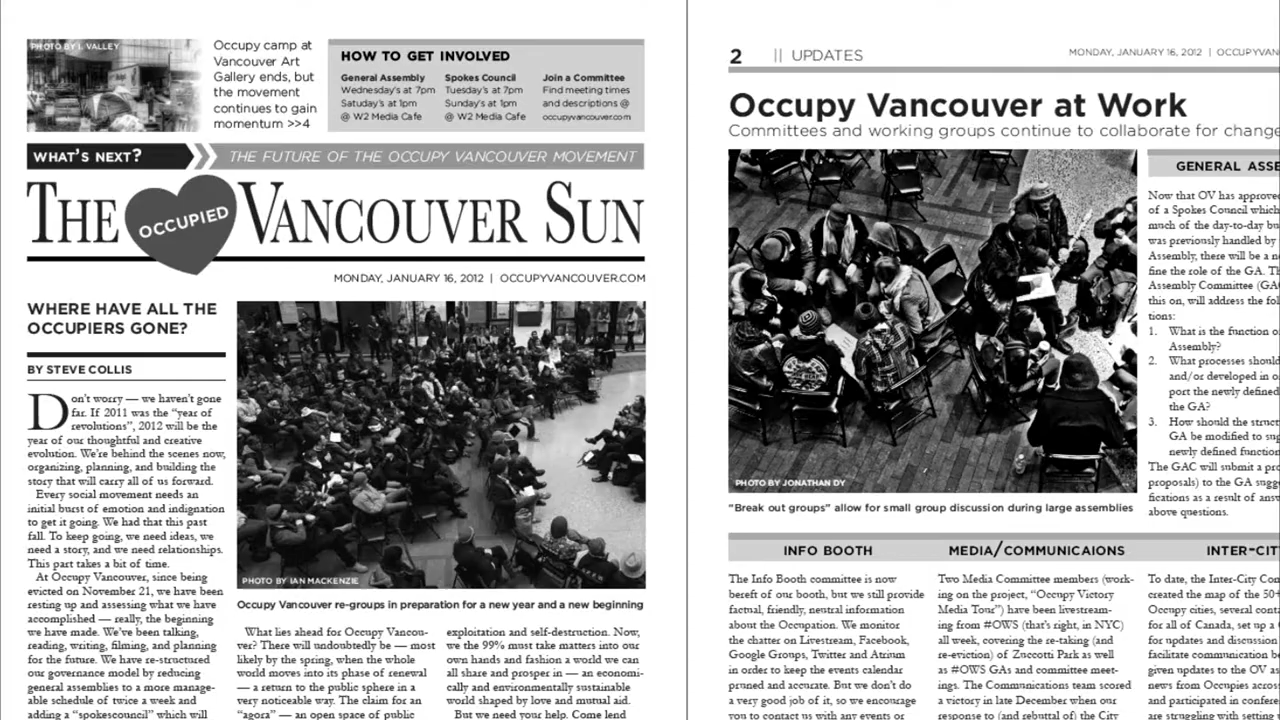 PHOTO BY I. VALLEY
Occupy camp at
Vancouver Art
Gallery ends, but
the movement
continues to gain
momentum >>4
HOW TO GET INVOLVED
General Assembly
Wednesday's at 7pm
Satuday's at 1pm
@ W2 Media Cafe
Spokes Council
Tuesday's at 7pm
Sunday's at 1pm
@ W2 Media Cafe
Join a Committee
Find meeting times
and descriptions @
occupyvancouver.com
WHAT'S NEXT?
THE FUTURE OF THE OCCUPY VANCOUVER MOVEMENT
THE OCCUPIED VANCOUVER SUN
MONDAY, JANUARY 16, 2012 | OCCUPYVANCOUVER.COM
WHERE HAVE ALL THE
OCCUPIERS GONE?
BY STEVE COLLIS
Don't worry — we haven't gone
far. If 2011 was the "year of
revolutions", 2012 will be the
year of our thoughtful and creative
evolution. We're behind the scenes now,
organizing, planning, and building the
story that will carry all of us forward.
Every social movement needs an
initial burst of emotion and indignation
to get it going. We had that this past
fall. To keep going, we need ideas, we
need a story, and we need relationships.
This part takes a bit of time.
At Occupy Vancouver, since being
evicted on November 21, we have been
resting up and assessing what we have
accomplished — really, the beginning
we have made. We've been talking,
reading, writing, filming, and planning
for the future. We have re-structured
our governance model by reducing
general assemblies to a more manage-
able schedule of twice a week and
adding a "spokescouncil" which will
PHOTO BY IAN MACKENZIE
Occupy Vancouver re-groups in preparation for a new year and a new beginning
What lies ahead for Occupy Vancou-
ver? There will undoubtedly be — most
likely by the spring, when the whole
world moves into its phase of renewal
— a return to the public sphere in a
very noticeable way. The claim for an
"agora" — an open space of public
exploitation and self-destruction. Now,
we the 99% must take matters into our
own hands and fashion a world we can
all share and prosper in — an economi-
cally and environmentally sustainable
world shaped by love and mutual aid.
But we need your help. Come lend
2 || UPDATES
MONDAY, JANUARY 16, 2012 | OCCUPYVAN
Occupy Vancouver at Work
Committees and working groups continue to collaborate for chang
PHOTO BY JONATHAN DY
"Break out groups" allow for small group discussion during large assemblies
GENERAL ASSE
Now that OV has approve
of a Spokes Council which
much of the day-to-day bu
was previously handled by
Assembly, there will be a n
fine the role of the GA. Th
Assembly Committee (GA
this on, will address the fol
tions:
1. What is the function o
Assembly?
2. What processes should
and/or developed in o
port the newly defined
the GA?
3. How should the struct
GA be modified to sup
newly defined function
The GAC will submit a pro
proposals) to the GA sugge
fications as a result of answ
above questions.
INFO BOOTH
The Info Booth committee is now
bereft of our booth, but we still provide
factual, friendly, neutral information
about the Occupation. We monitor
the chatter on Livestream, Facebook,
Google Groups, Twitter and Atrium
in order to keep the events calendar
pruned and accurate. But we don't do
a very good job of it, so we encourage
you to contact us with any events or
MEDIA/COMMUNICAIONS
Two Media Committee members (work-
ing on the project, "Occupy Victory
Media Tour") have been livestream-
ing from #OWS (that's right, in NYC)
all week, covering the re-taking (and
re-eviction) of Zuccotti Park as well
as #OWS GAs and committee meet-
ings. The Communications team scored
a victory in late December when our
response to (and rebuttal of) the City
INTER-CIT
To date, the Inter-City Co
created the map of the 50+
Occupy cities, several cont
for all of Canada, set up a
for updates and discussion
facilitate communication be
given updates to the OV as
news from Occupies across
and participated in confere
are struggling with setting